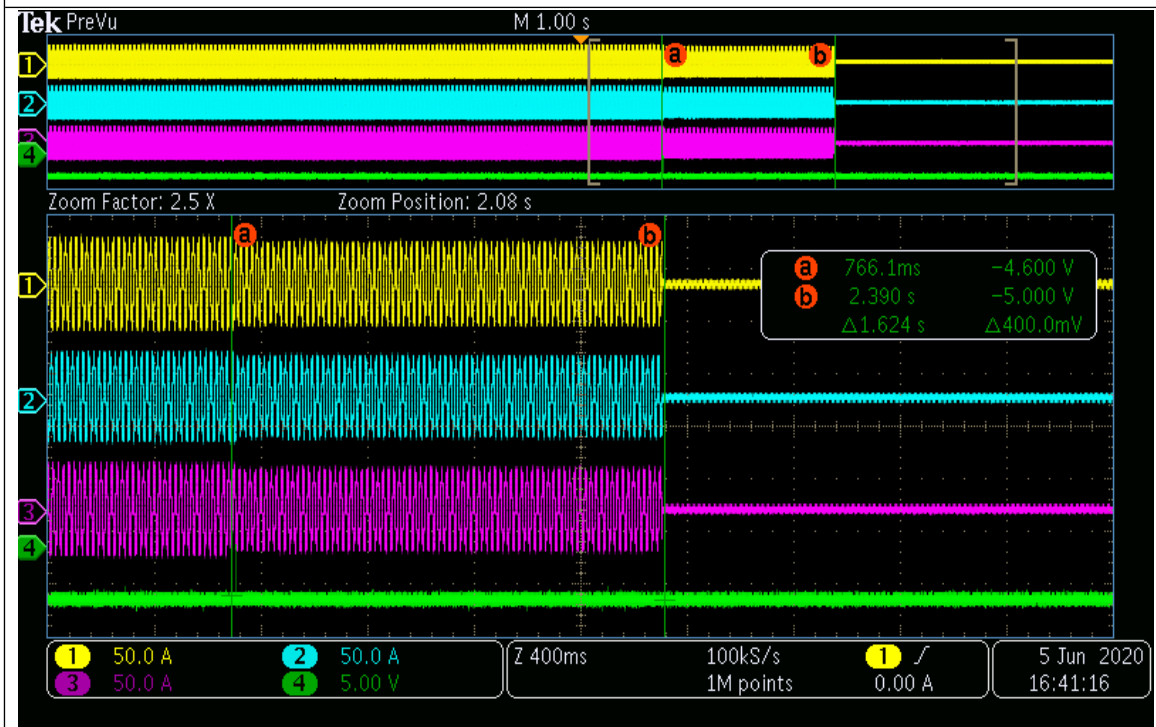 Tek PreVu M 1.00 s
1 a b
2
3
4
Zoom Factor: 2.5 X Zoom Position: 2.08 s
a b
1
2
3
4
a 766.1ms −4.600 V
b 2.390 s −5.000 V
Δ1.624 s Δ400.0mV
1 50.0 A 2 50.0 A Z 400ms 100kS/s 1 ∫ 5 Jun 2020
3 50.0 A 4 5.00 V 1M points 0.00 A 16:41:16